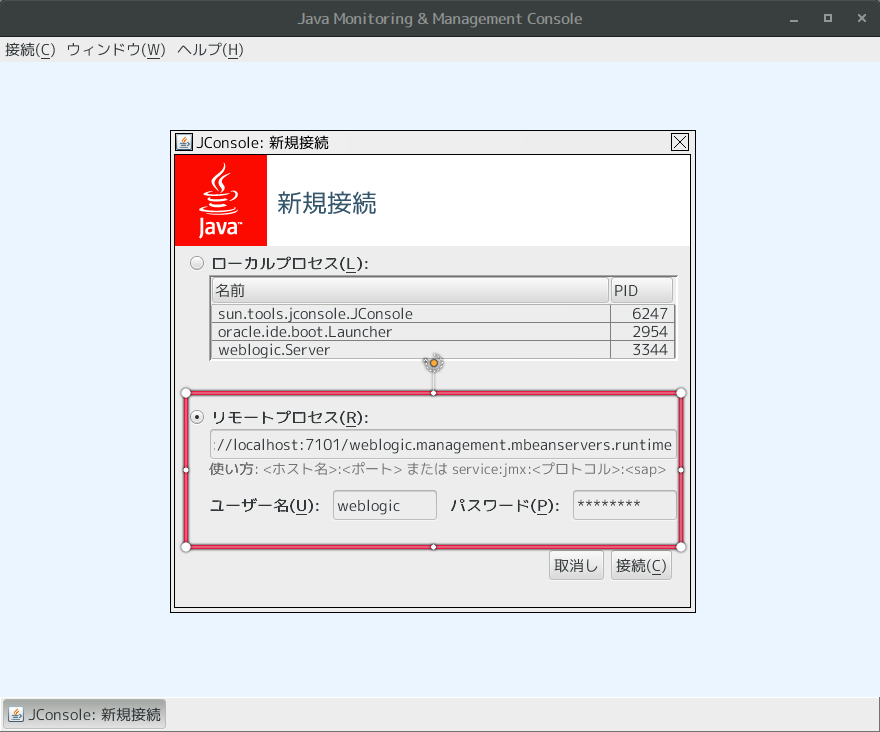 Java Monitoring & Management Console
接続(C) ウィンドウ(W) ヘルプ(H)
JConsole: 新規接続
Java™
新規接続
ローカルプロセス(L):
名前 PID
sun.tools.jconsole.JConsole 6247
oracle.ide.boot.Launcher 2954
weblogic.Server 3344
リモートプロセス(R):
://localhost:7101/weblogic.management.mbeanservers.runtime
使い方: <ホスト名>:<ポート> または service:jmx:<プロトコル>:<sap>
ユーザー名(U): weblogic パスワード(P): ********
取消し 接続(C)
JConsole: 新規接続